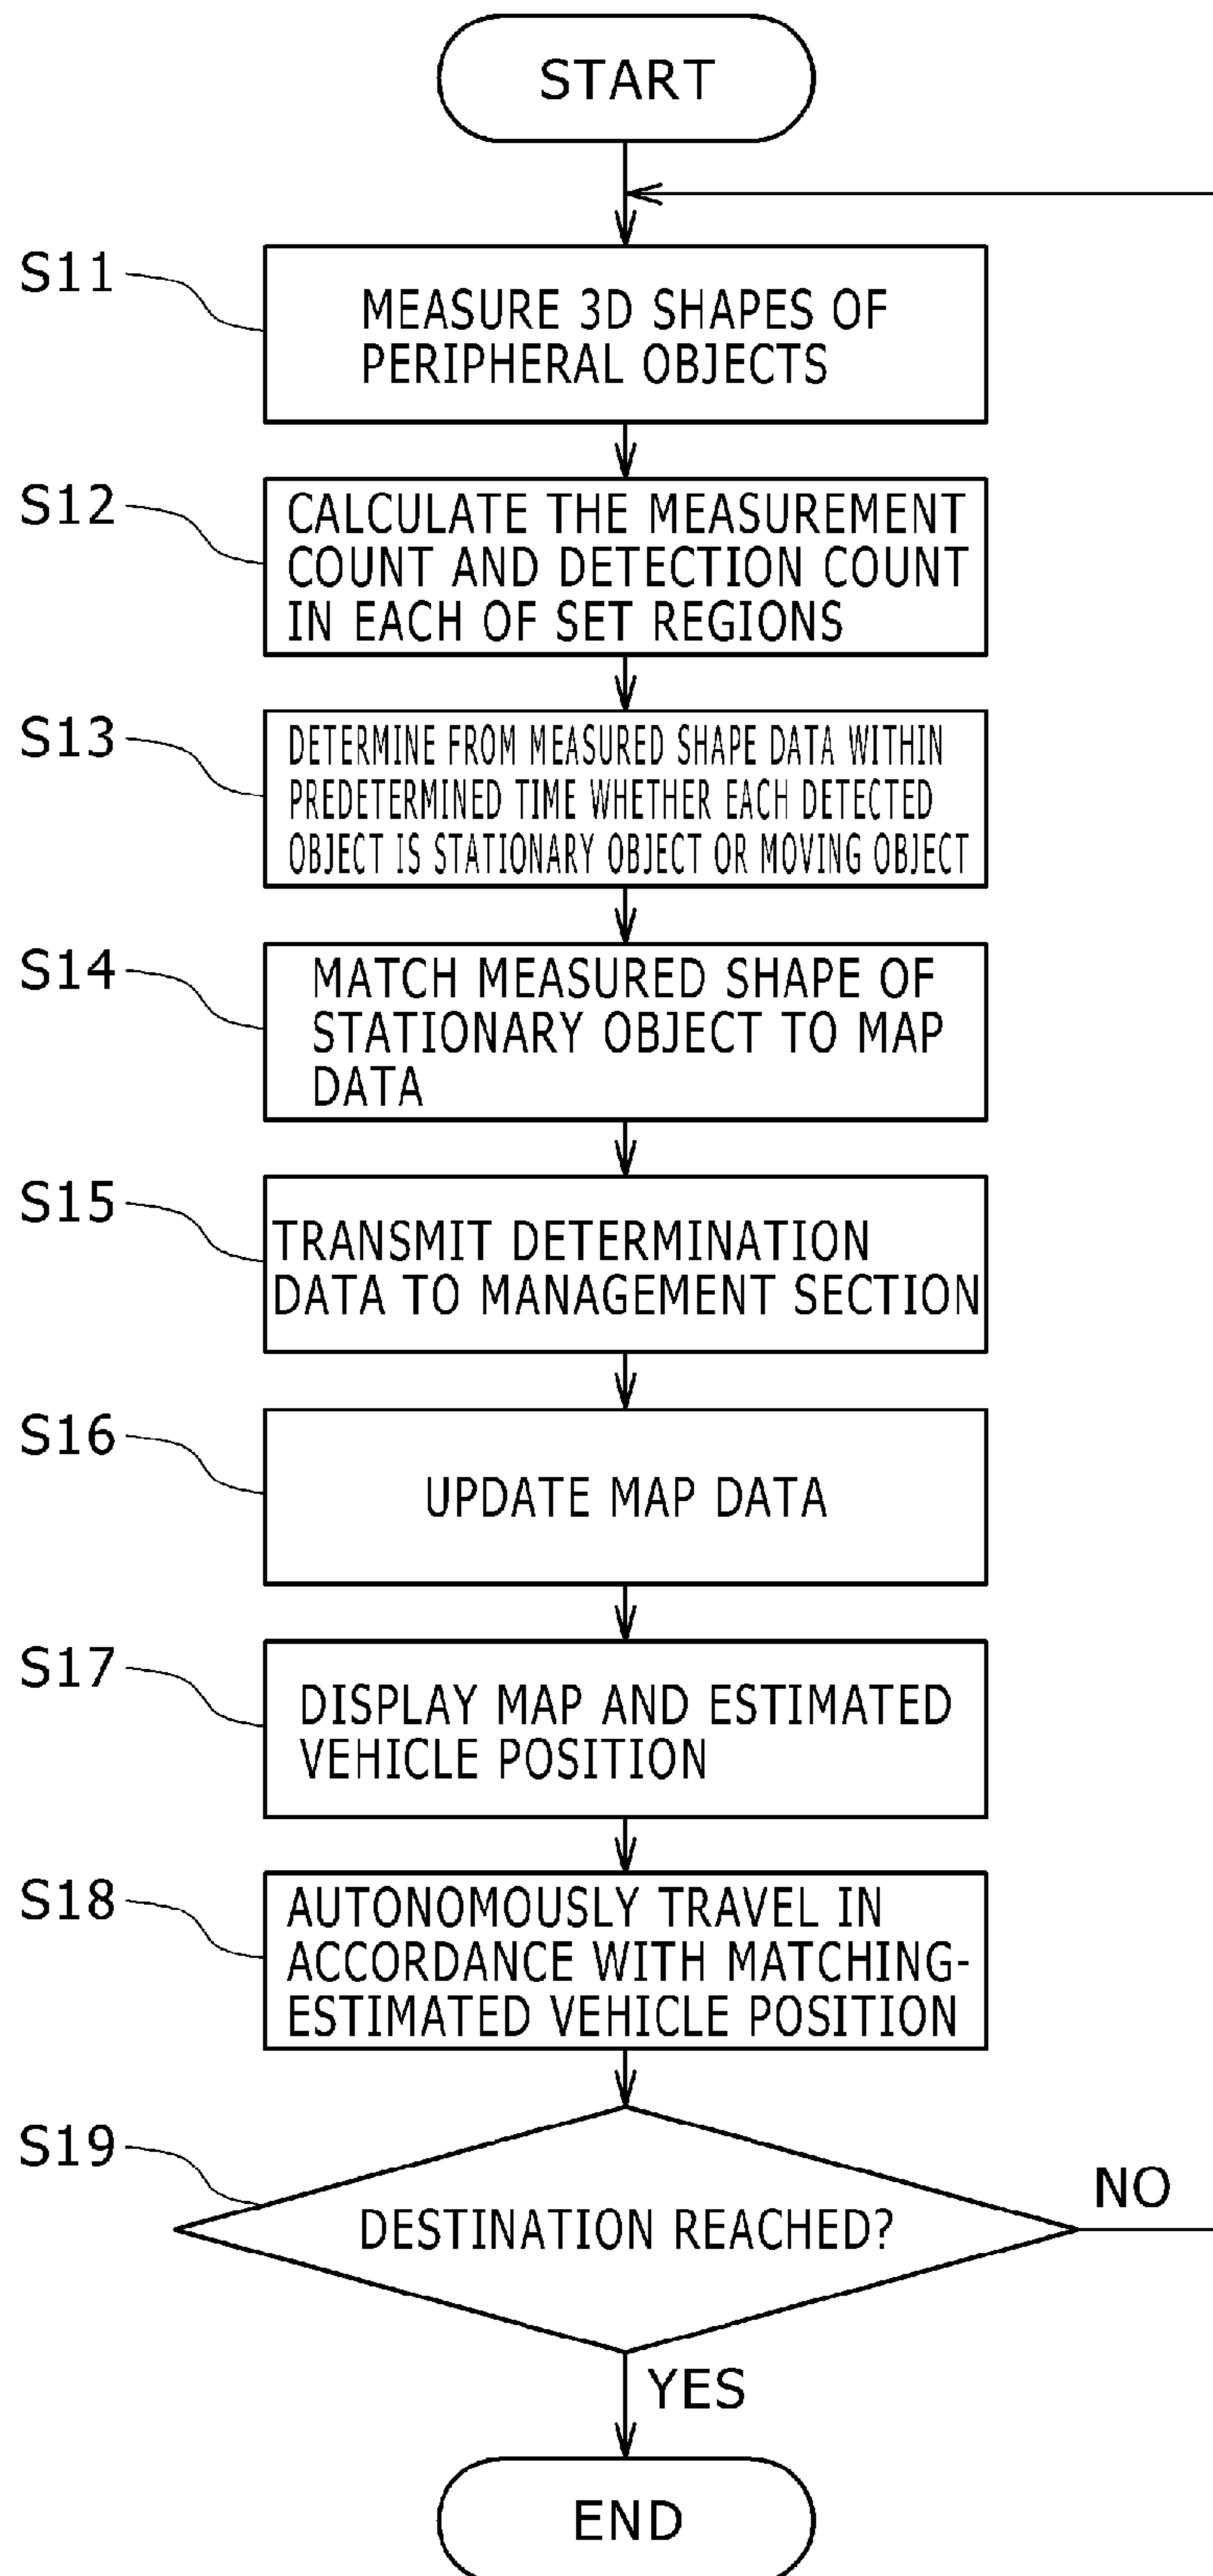 START
S11
MEASURE 3D SHAPES OF
PERIPHERAL OBJECTS
S12
CALCULATE THE MEASUREMENT
COUNT AND DETECTION COUNT
IN EACH OF SET REGIONS
S13
DETERMINE FROM MEASURED SHAPE DATA WITHIN
PREDETERMINED TIME WHETHER EACH DETECTED
OBJECT IS STATIONARY OBJECT OR MOVING OBJECT
S14
MATCH MEASURED SHAPE OF
STATIONARY OBJECT TO MAP
DATA
S15
TRANSMIT DETERMINATION
DATA TO MANAGEMENT SECTION
S16
UPDATE MAP DATA
S17
DISPLAY MAP AND ESTIMATED
VEHICLE POSITION
S18
AUTONOMOUSLY TRAVEL IN
ACCORDANCE WITH MATCHING-
ESTIMATED VEHICLE POSITION
S19
DESTINATION REACHED?
NO
YES
END